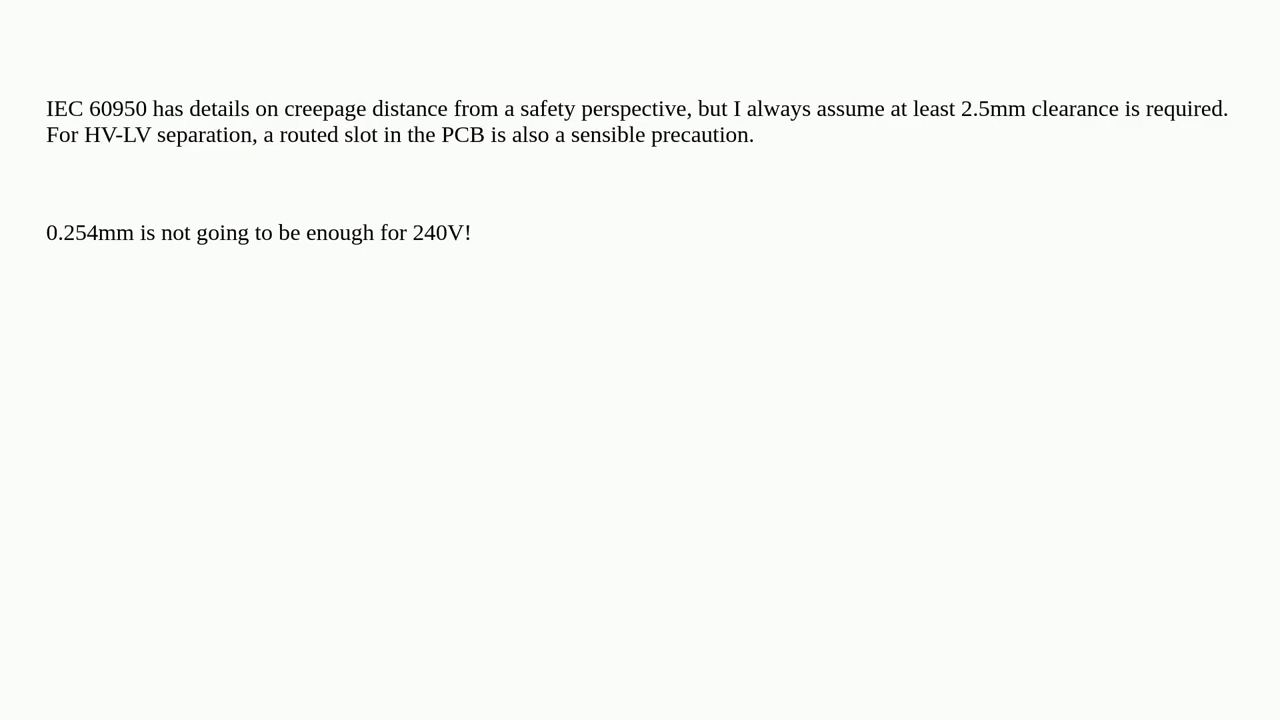 IEC 60950 has details on creepage distance from a safety perspective, but I always assume at least 2.5mm clearance is required.
For HV-LV separation, a routed slot in the PCB is also a sensible precaution.
0.254mm is not going to be enough for 240V!